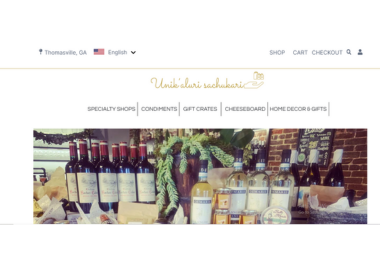 Thomasville, GA English SHOP CART CHECKOUT
Unik'aluri sachukari
SPECIALTY SHOPS CONDIMENTS GIFT CRATES CHEESEBOARD HOME DECOR & GIFTS